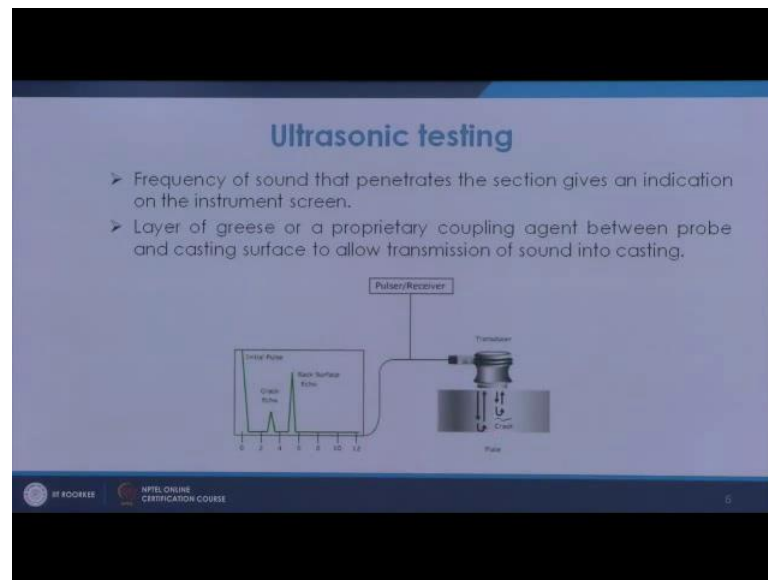 Ultrasonic testing
➢ Frequency of sound that penetrates the section gives an indication
on the instrument screen.
➢ Layer of greese or a proprietary coupling agent between probe
and casting surface to allow transmission of sound into casting.
Pulser/Receiver
Initial Pulse
Crack
Echo
Back Surface
Echo
0 2 4 6 8 10 12
Transducer
Crack
Plate
IIT ROORKEE
NPTEL ONLINE
CERTIFICATION COURSE
6